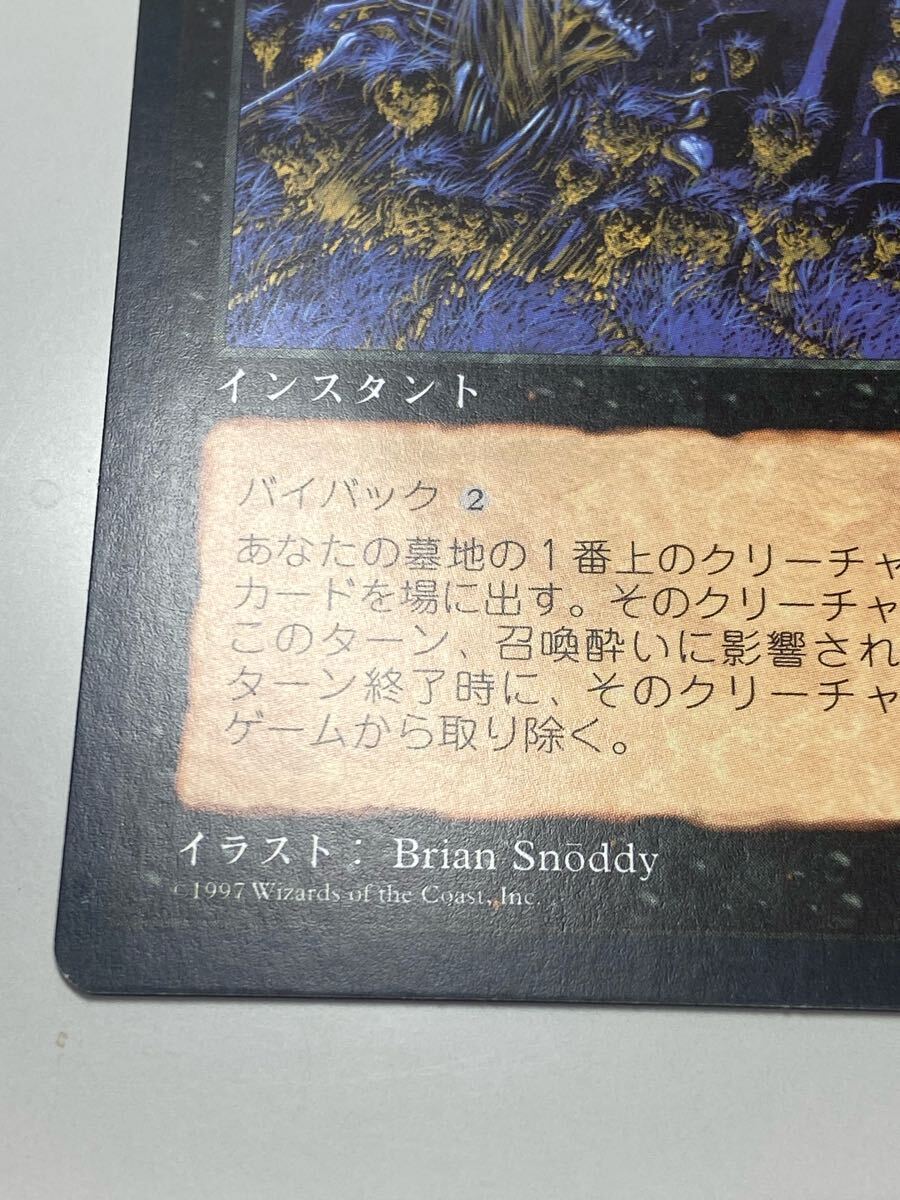 インスタント
バイバック 2
あなたの墓地の1番上のクリーチャ
カードを場に出す。そのクリーチャ
このターン、召喚酔いに影響され
ターン終了時に、そのクリーチャ
ゲームから取り除く。
イラスト： Brian Snōddy
©1997 Wizards of the Coast, Inc.